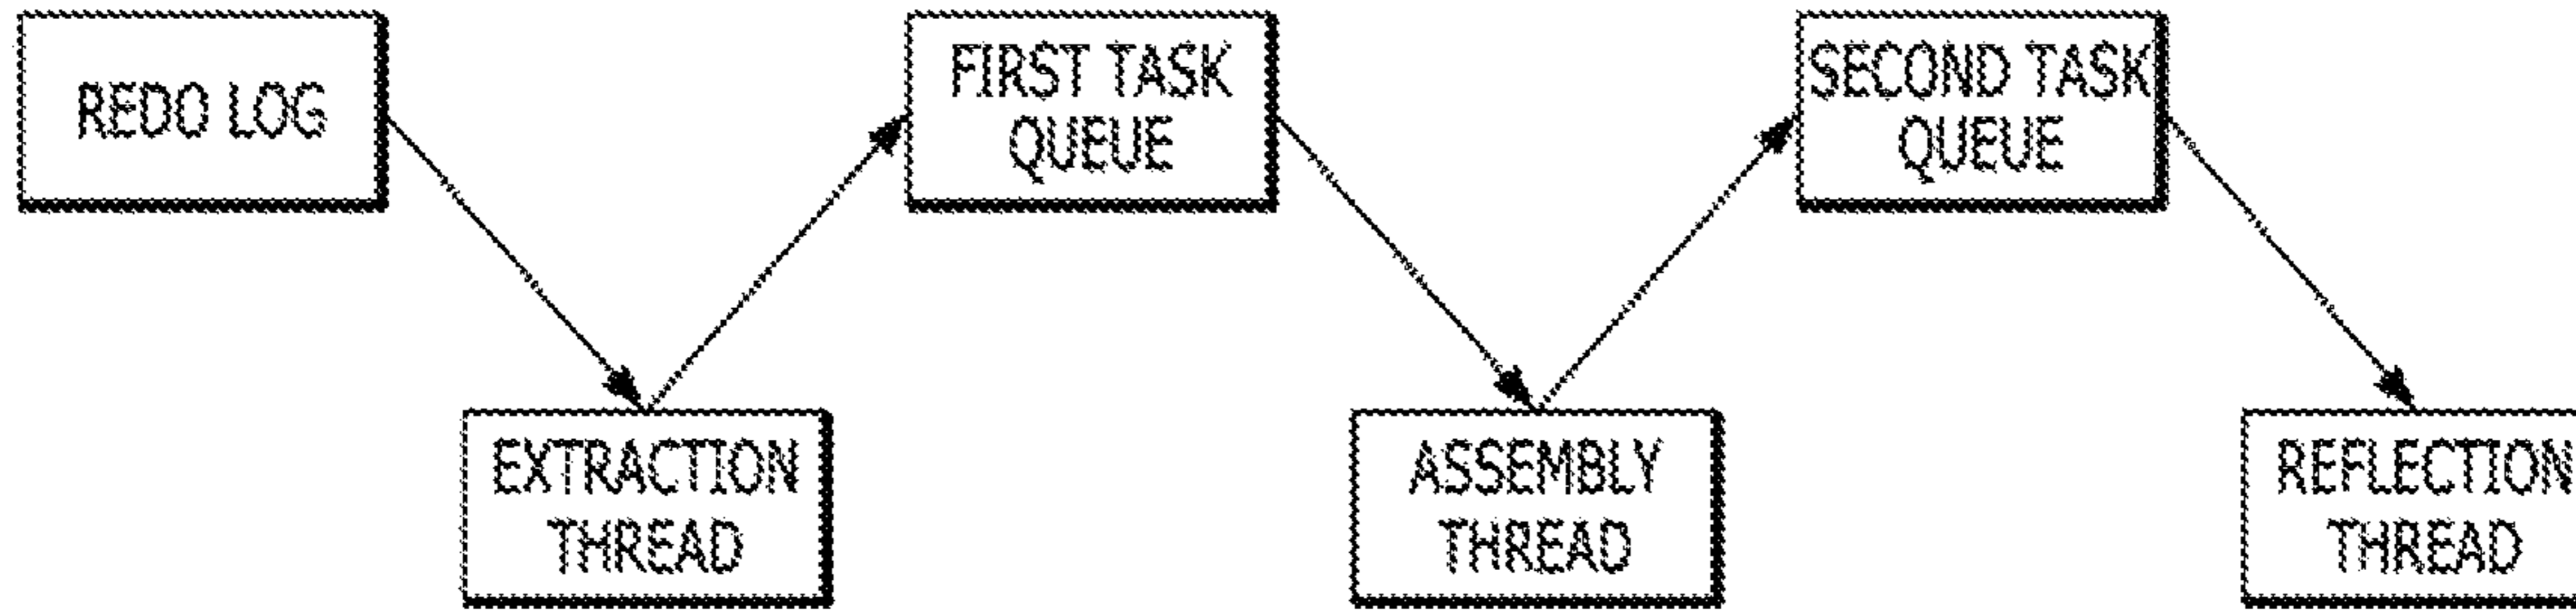 REDO LOG
FIRST TASK
QUEUE
SECOND TASK
QUEUE
EXTRACTION
THREAD
ASSEMBLY
THREAD
REFLECTION
THREAD